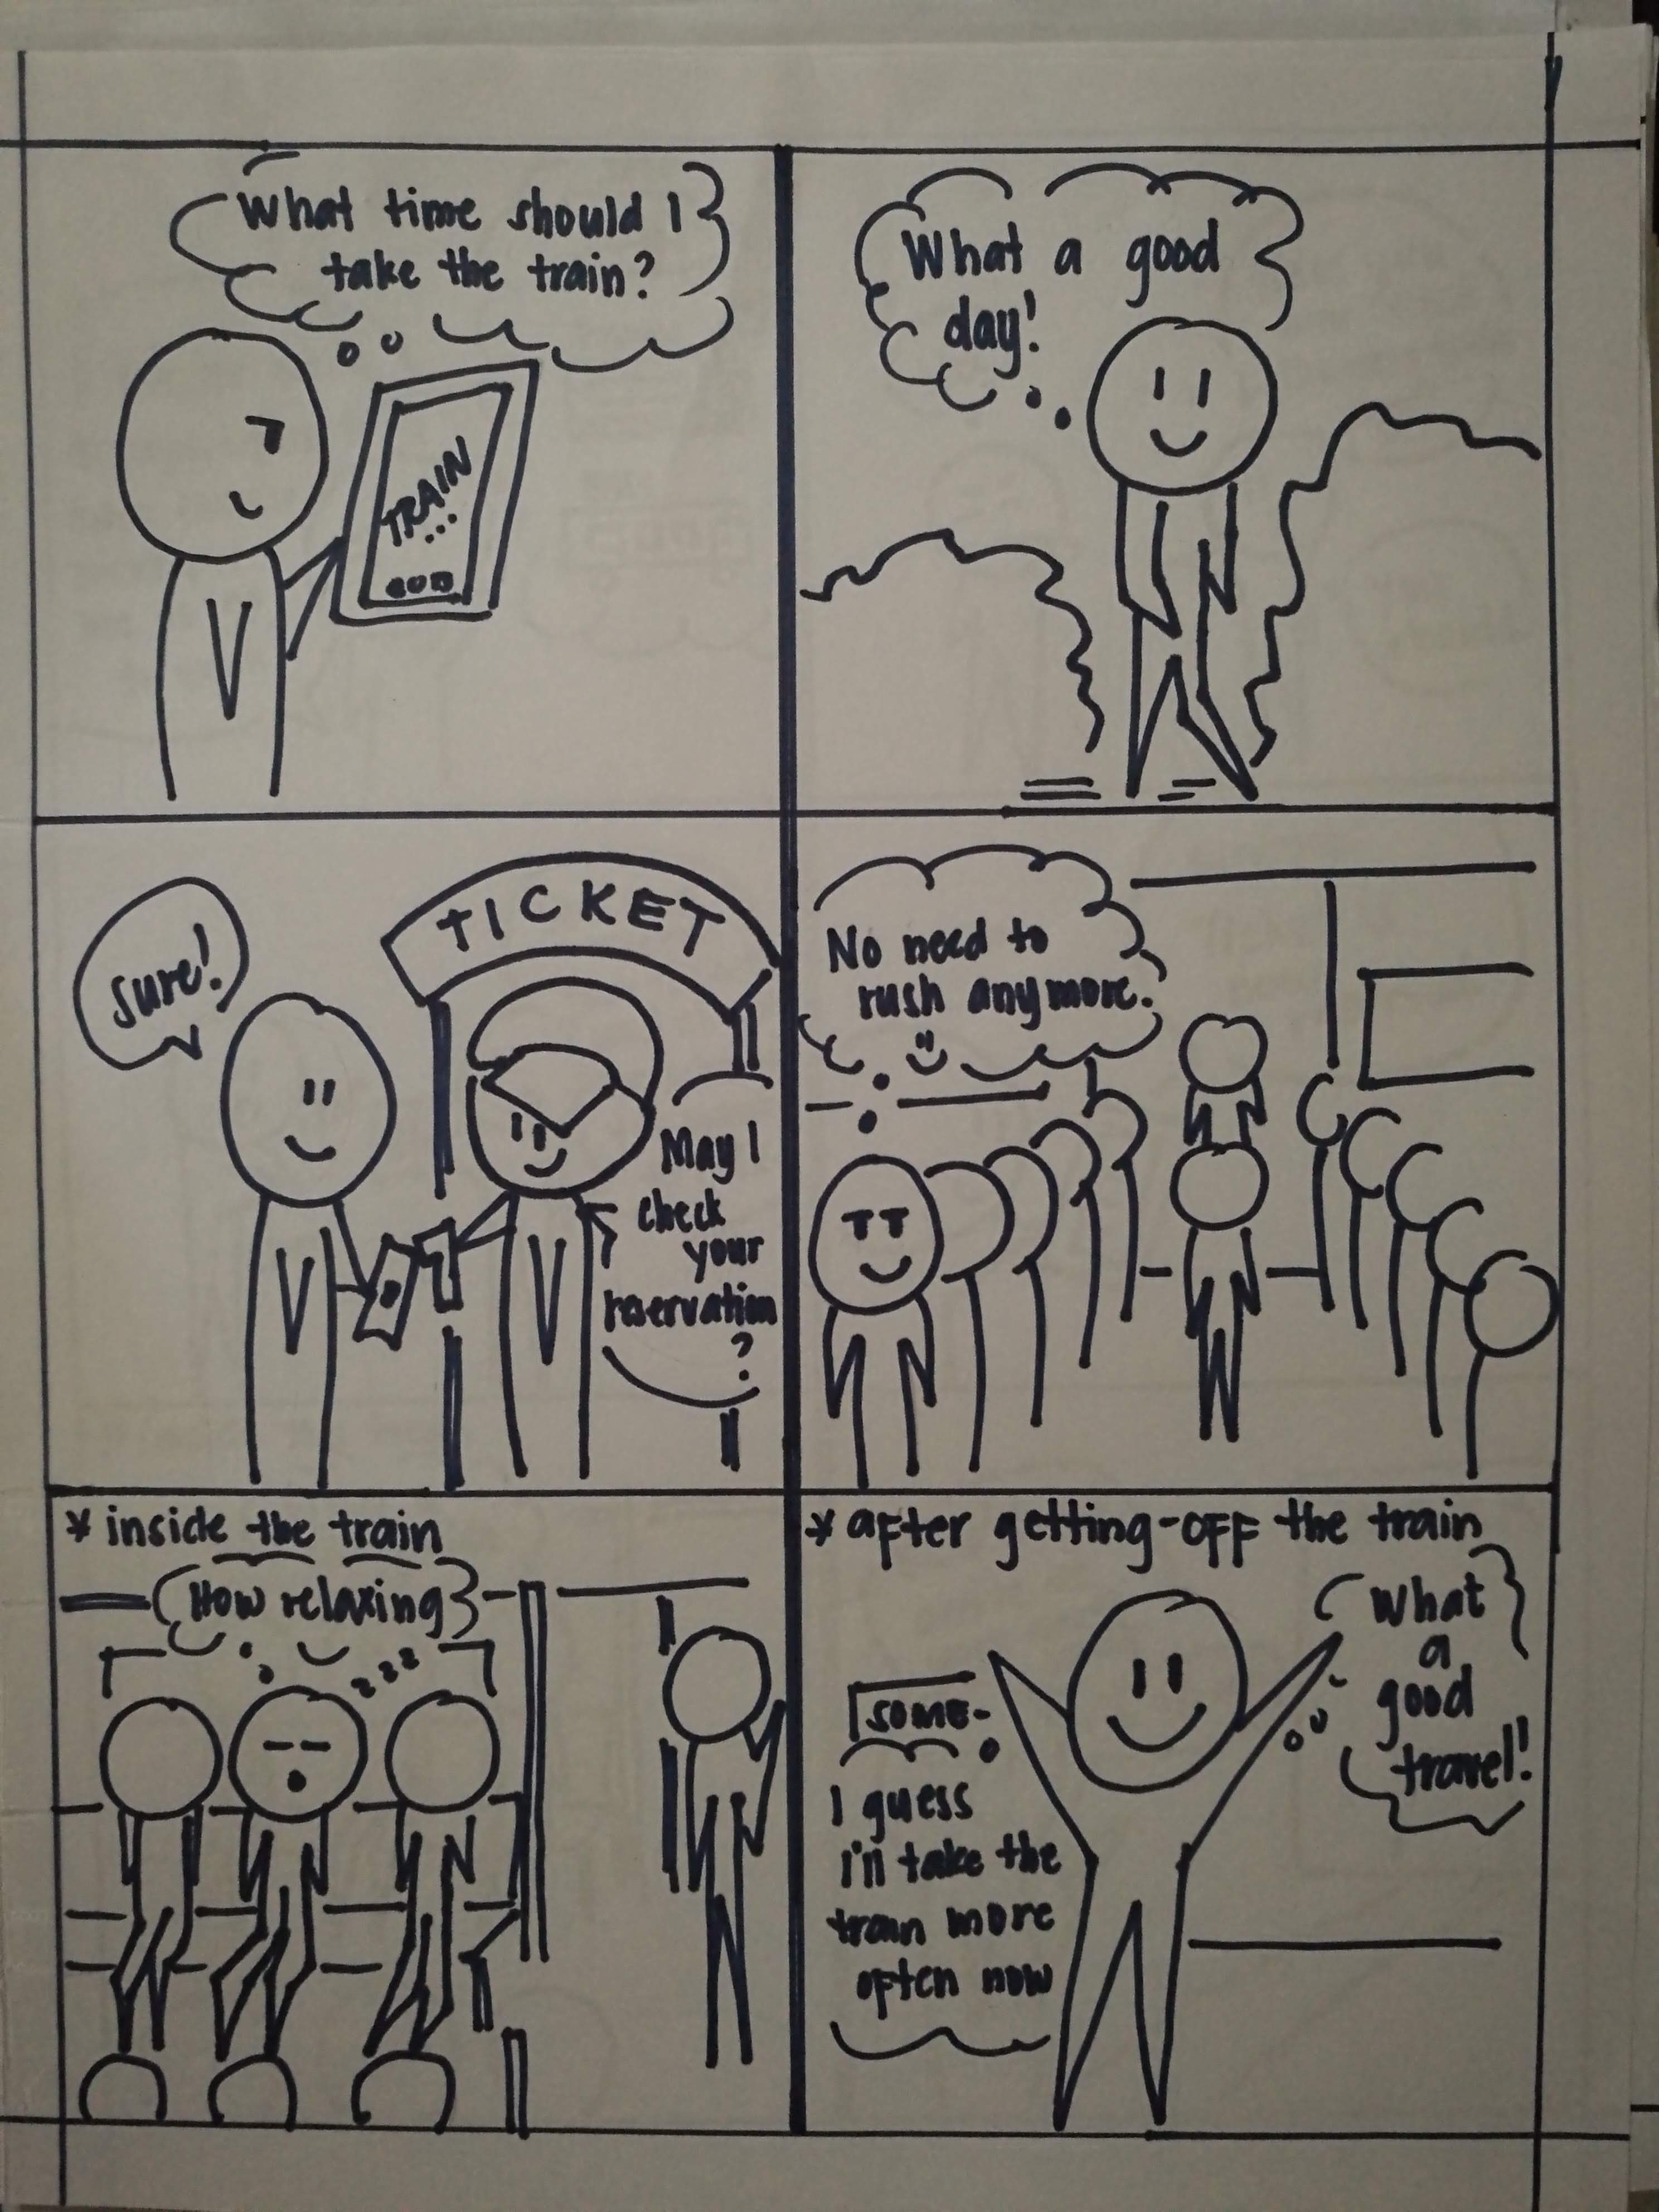 What time should I
take the train?
TRAIN
...
What a good
day!
Sure!
TICKET
May I
check
your
reservation
?
No need to
rush anymore.
* inside the train
How relaxing
zzz
* after getting-off the train
What
a
good
travel!
some-
I guess
I'll take the
train more
often now